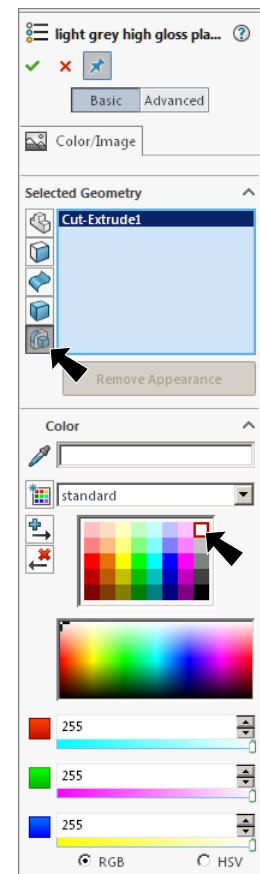 light grey high gloss pla...
Basic Advanced
Color/Image
Selected Geometry
Cut-Extrude1
Remove Appearance
Color
standard
255
255
255
RGB HSV